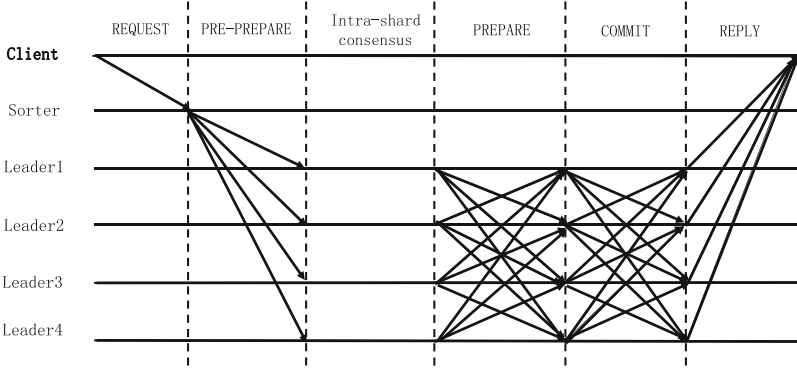 REQUEST
PRE-PREPARE
Intra-shard
consensus
PREPARE
COMMIT
REPLY
Client
Sorter
Leader1
Leader2
Leader3
Leader4